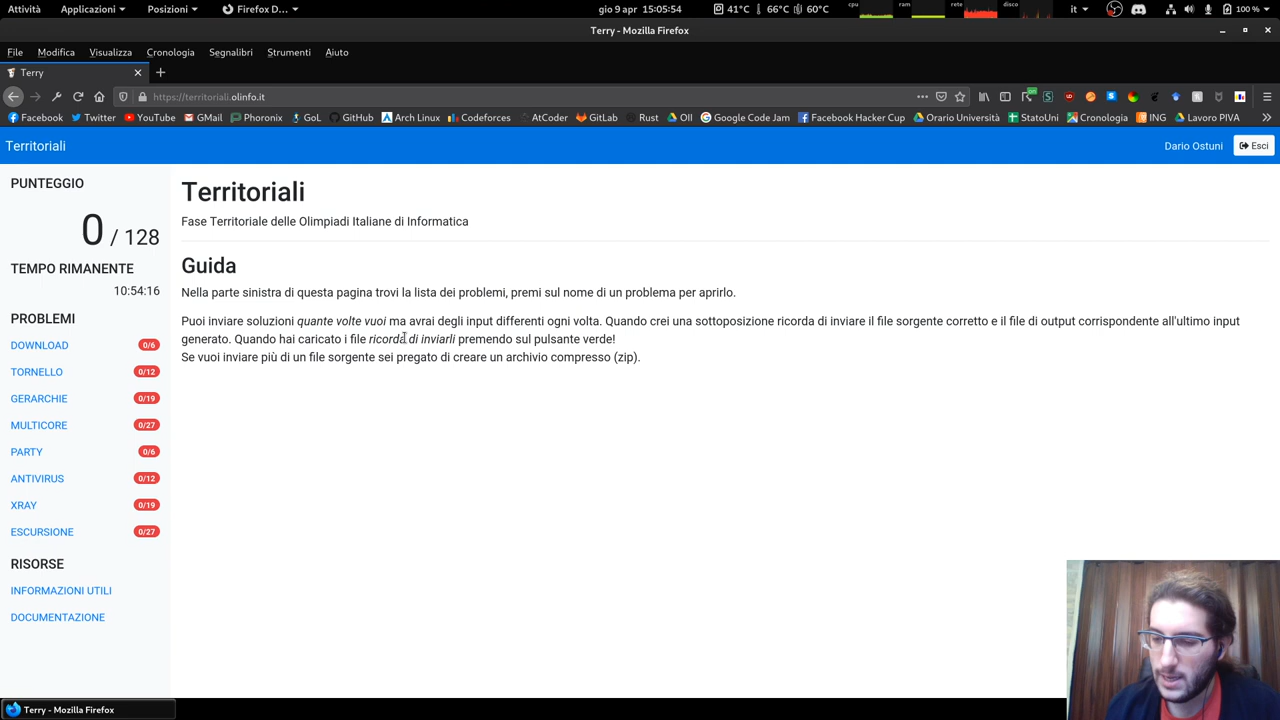 Attività Applicazioni Posizioni Firefox D... gio 9 apr 15:05:54 41°C 66°C 60°C cpu ram rete disco it 100 %
Terry - Mozilla Firefox
File Modifica Visualizza Cronologia Segnalibri Strumenti Aiuto
Terry
https://territoriali.olinfo.it
Facebook Twitter YouTube GMail Phoronix GoL GitHub Arch Linux Codeforces AtCoder GitLab Rust OII Google Code Jam Facebook Hacker Cup Orario Università StatoUni Cronologia ING Lavoro PIVA
Territoriali Dario Ostuni Esci
PUNTEGGIO
0 / 128
TEMPO RIMANENTE
10:54:16
PROBLEMI
DOWNLOAD 0/6
TORNELLO 0/12
GERARCHIE 0/19
MULTICORE 0/27
PARTY 0/6
ANTIVIRUS 0/12
XRAY 0/19
ESCURSIONE 0/27
RISORSE
INFORMAZIONI UTILI
DOCUMENTAZIONE
Territoriali
Fase Territoriale delle Olimpiadi Italiane di Informatica
Guida
Nella parte sinistra di questa pagina trovi la lista dei problemi, premi sul nome di un problema per aprirlo.
Puoi inviare soluzioni quante volte vuoi ma avrai degli input differenti ogni volta. Quando crei una sottoposizione ricorda di inviare il file sorgente corretto e il file di output corrispondente all'ultimo input
generato. Quando hai caricato i file ricorda di inviarli premendo sul pulsante verde!
Se vuoi inviare più di un file sorgente sei pregato di creare un archivio compresso (zip).
Terry - Mozilla Firefox